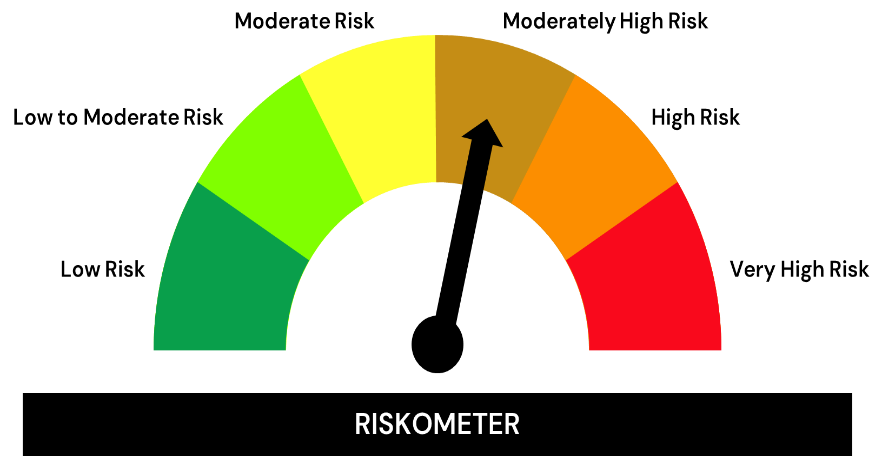 Moderate Risk
Moderately High Risk
Low to Moderate Risk
High Risk
Low Risk
Very High Risk
RISKOMETER